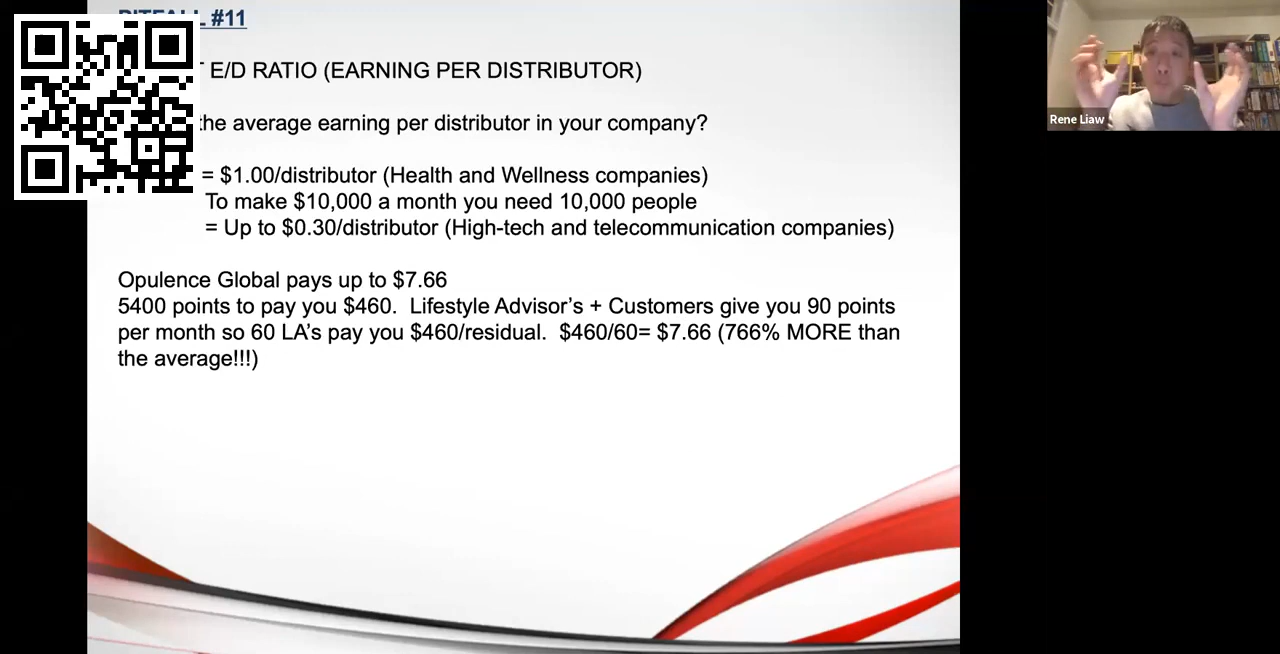 #11
E/D RATIO (EARNING PER DISTRIBUTOR)
the average earning per distributor in your company?
= $1.00/distributor (Health and Wellness companies)
To make $10,000 a month you need 10,000 people
= Up to $0.30/distributor (High-tech and telecommunication companies)
Opulence Global pays up to $7.66
5400 points to pay you $460.  Lifestyle Advisor's + Customers give you 90 points
per month so 60 LA's pay you $460/residual.  $460/60= $7.66 (766% MORE than
the average!!!)
Rene Liaw